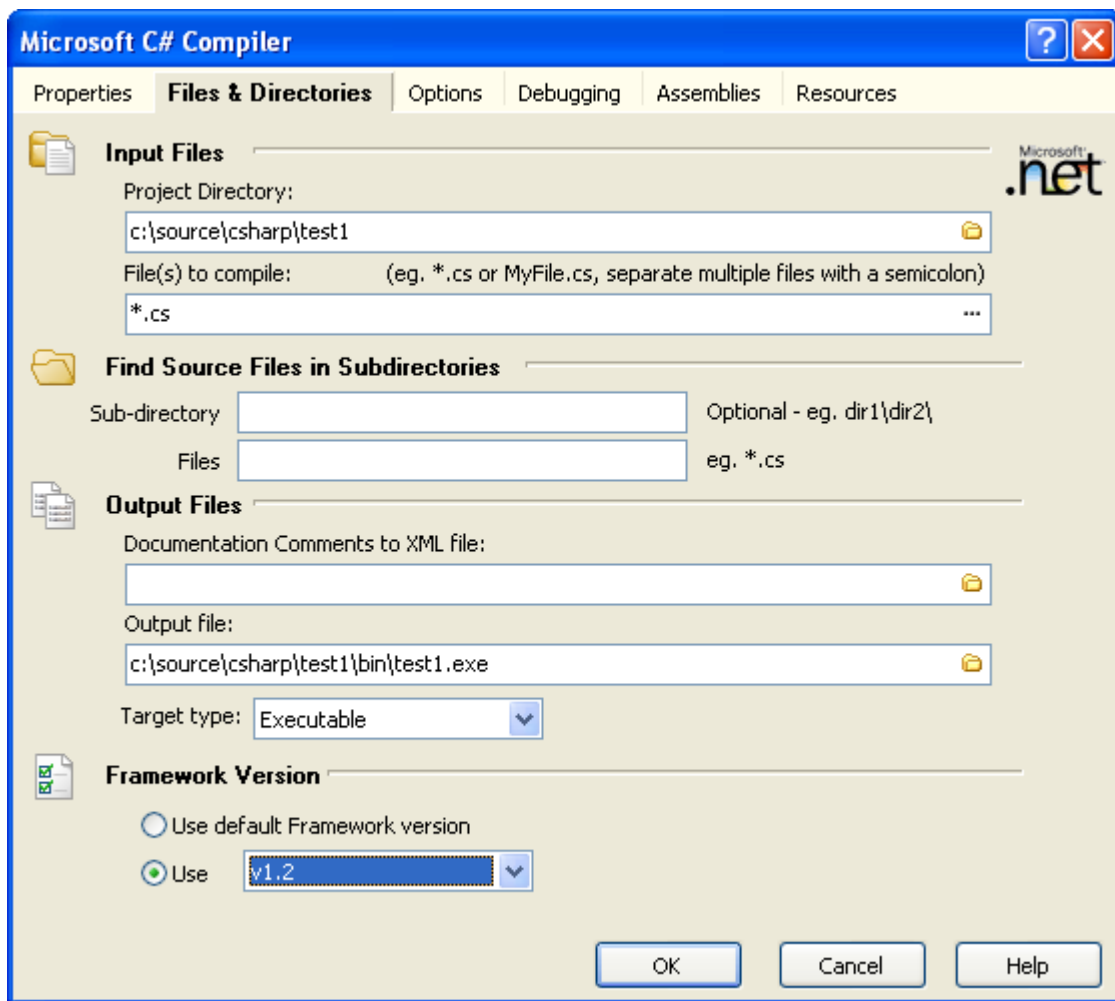 Microsoft C# Compiler
Properties Files & Directories Options Debugging Assemblies Resources
Input Files
Microsoft
.net
Project Directory:
c:\source\csharp\test1
File(s) to compile: (eg. *.cs or MyFile.cs, separate multiple files with a semicolon)
*.cs ...
Find Source Files in Subdirectories
Sub-directory Optional - eg. dir1\dir2\
Files eg. *.cs
Output Files
Documentation Comments to XML file:
Output file:
c:\source\csharp\test1\bin\test1.exe
Target type: Executable
Framework Version
Use default Framework version
Use v1.2
OK Cancel Help